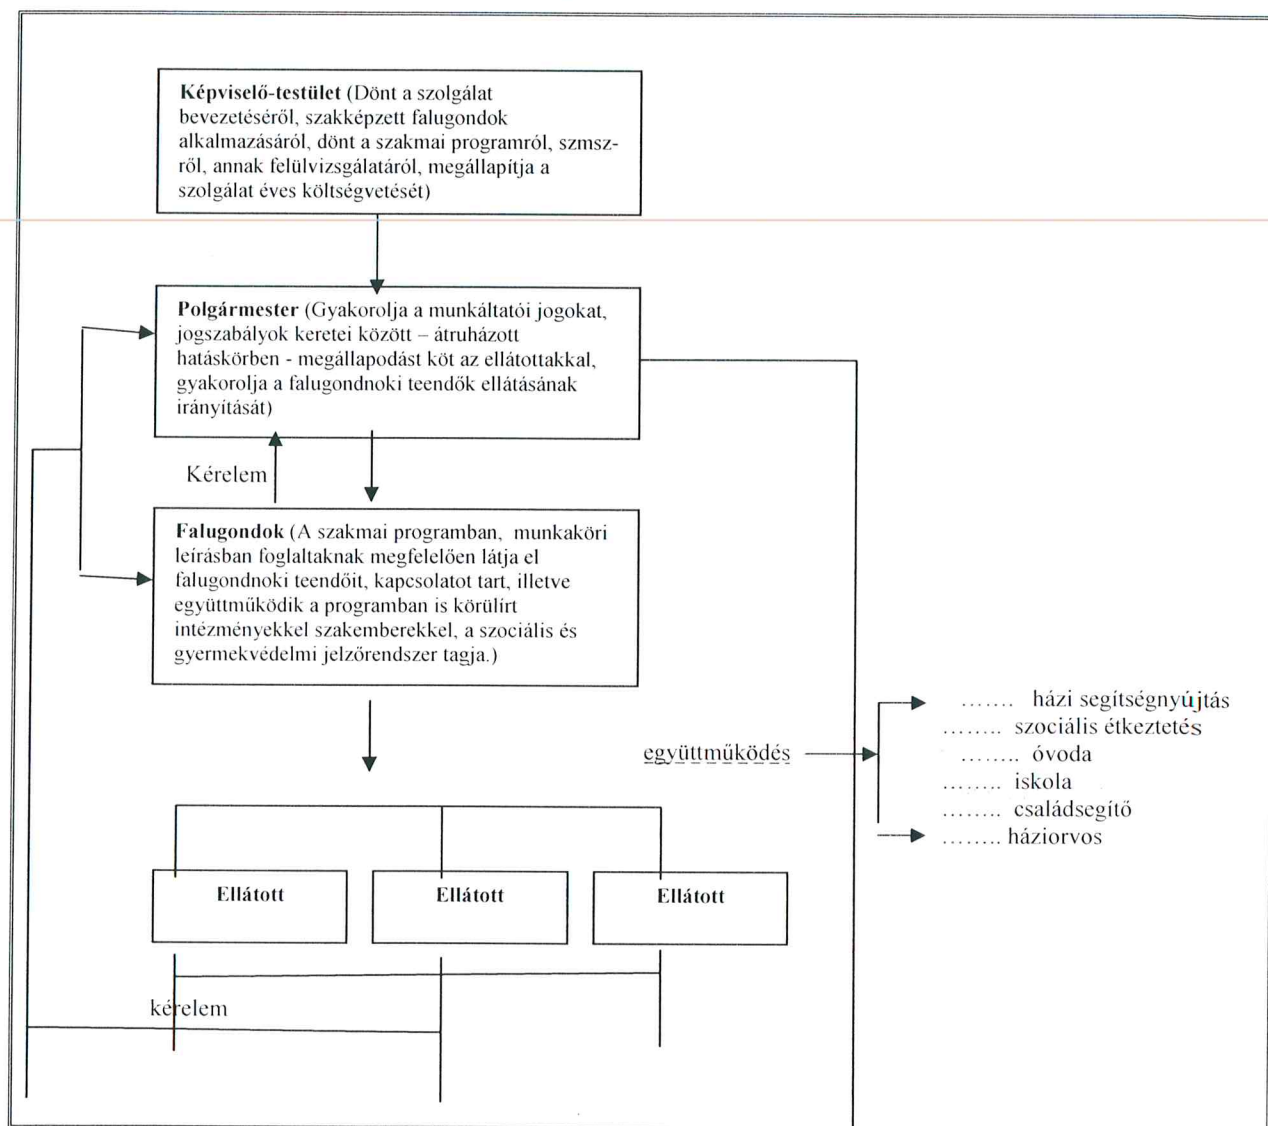 Képviselő-testület (Dönt a szolgálat
bevezetéséről, szakképzett falugondok
alkalmazásáról, dönt a szakmai programról, szmsz-
ről, annak felülvizsgálatáról, megállapítja a
szolgálat éves költségvetését)
Polgármester (Gyakorolja a munkáltatói jogokat,
jogszabályok keretei között – átruházott
hatáskörben - megállapodást köt az ellátottakkal,
gyakorolja a falugondnoki teendők ellátásának
irányítását)
Kérelem
Falugondok (A szakmai programban, munkaköri
leírásban foglaltaknak megfelelően látja el
falugondnoki teendőit, kapcsolatot tart, illetve
együttműködik a programban is körülírt
intézményekkel szakemberekkel, a szociális és
gyermekvédelmi jelzőrendszer tagja.)
együttműködés
……. házi segítségnyújtás
…….. szociális étkeztetés
…….. óvoda
…….. iskola
…….. családsegítő
…….. háziorvos
Ellátott
Ellátott
Ellátott
kérelem